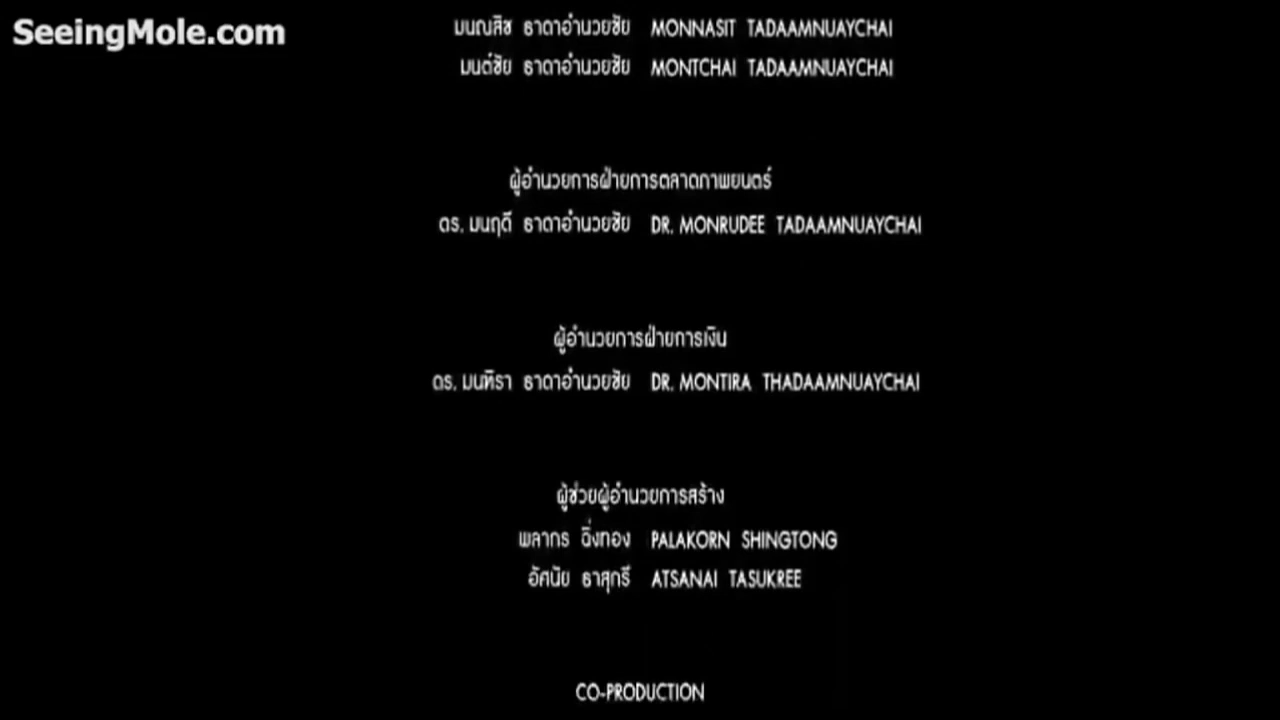 SeeingMole.com
มนณสิช ธาดาอำนวยชัย MONNASIT TADAAMNUAYCHAI
มนต์ชัย ธาดาอำนวยชัย MONTCHAI TADAAMNUAYCHAI
ผู้อำนวยการฝ่ายการตลาดภาพยนตร์
ดร. มนฤดี ธาดาอำนวยชัย DR. MONRUDEE TADAAMNUAYCHAI
ผู้อำนวยการฝ่ายการเงิน
ดร. มนทิรา ธาดาอำนวยชัย DR. MONTIRA THADAAMNUAYCHAI
ผู้ช่วยผู้อำนวยการสร้าง
พลากร ฉิ่งทอง PALAKORN SHINGTONG
อัศนัย ธาสุกรี ATSANAI TASUKREE
CO-PRODUCTION